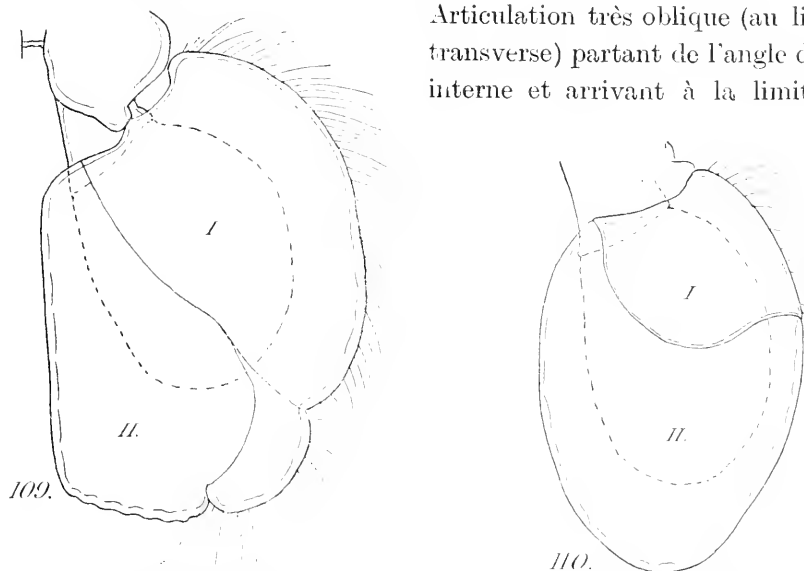 Articulation très oblique (au li
transverse) partant de l'angle d
interne et arrivant à la limit
I
II.
109.
I
II.
110.